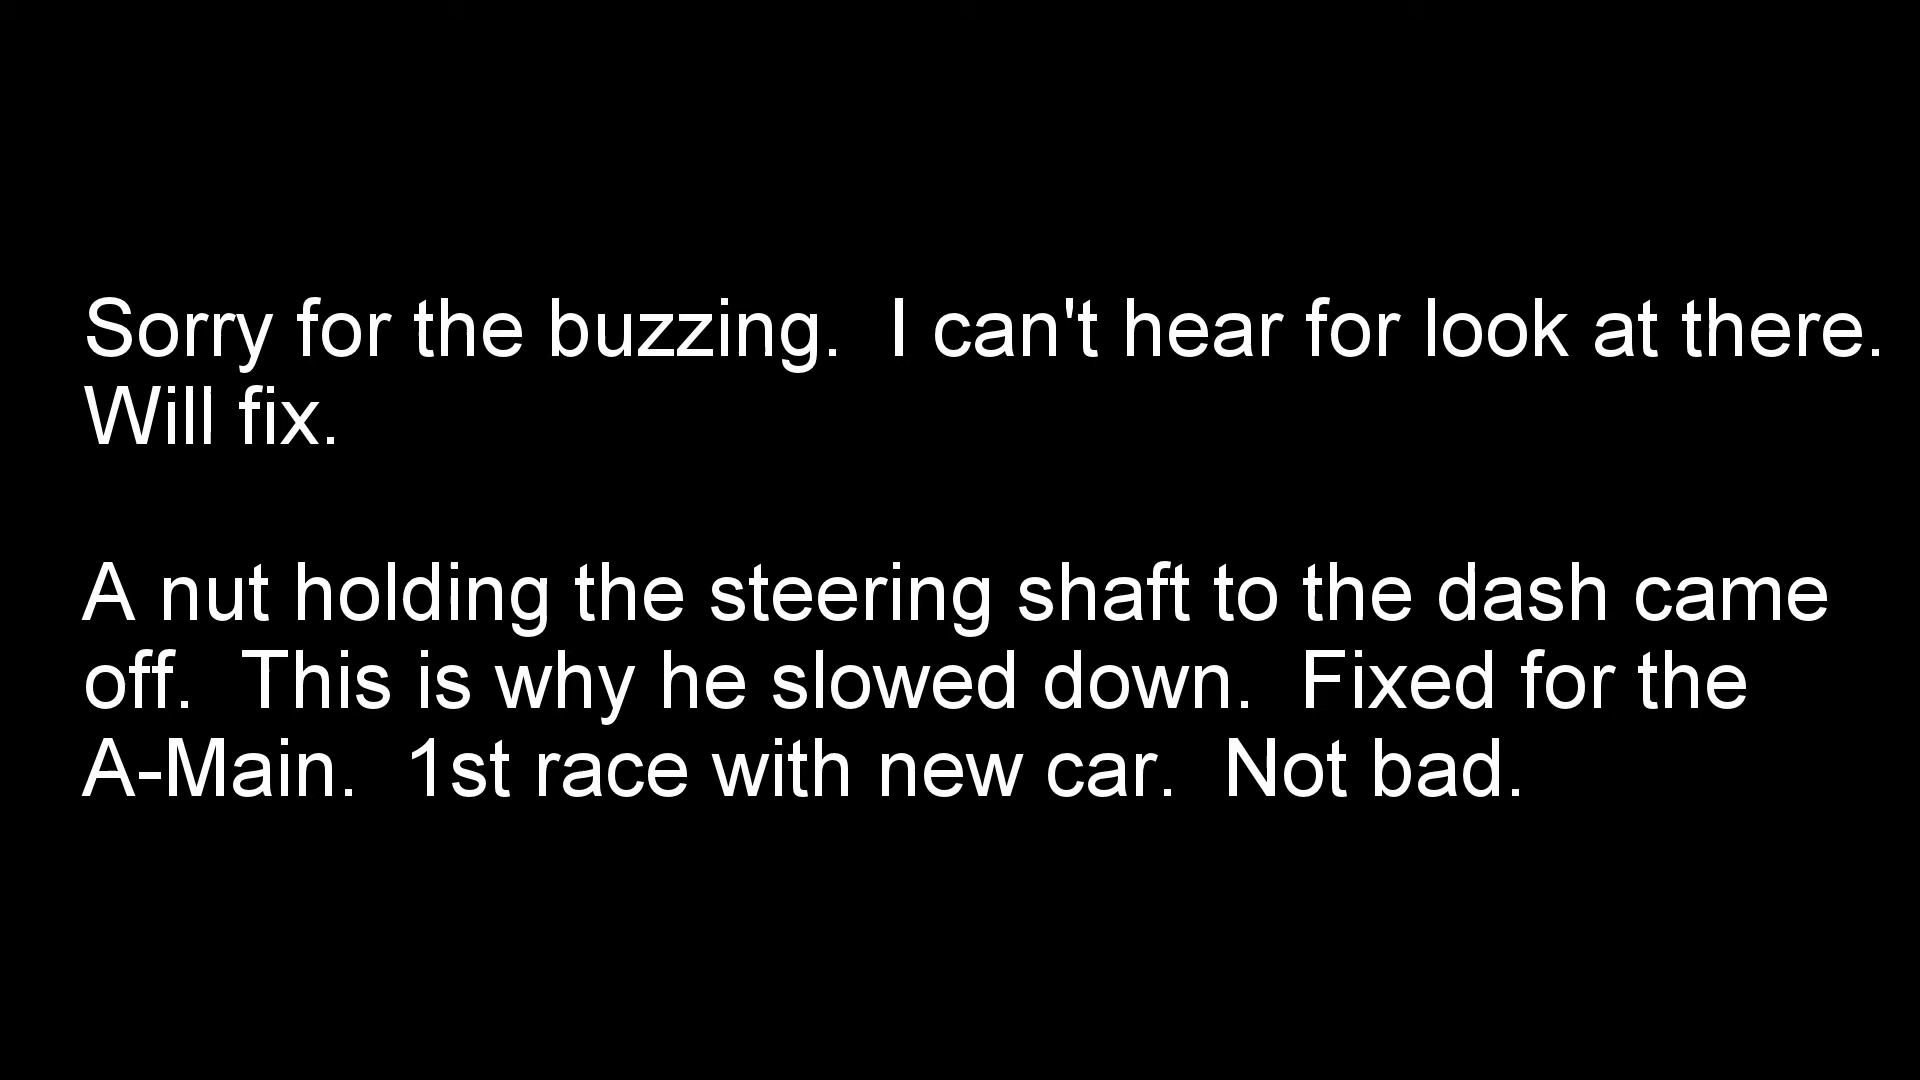 Sorry for the buzzing.  I can't hear for look at there.
Will fix.
A nut holding the steering shaft to the dash came
off.  This is why he slowed down.  Fixed for the
A-Main.  1st race with new car.  Not bad.